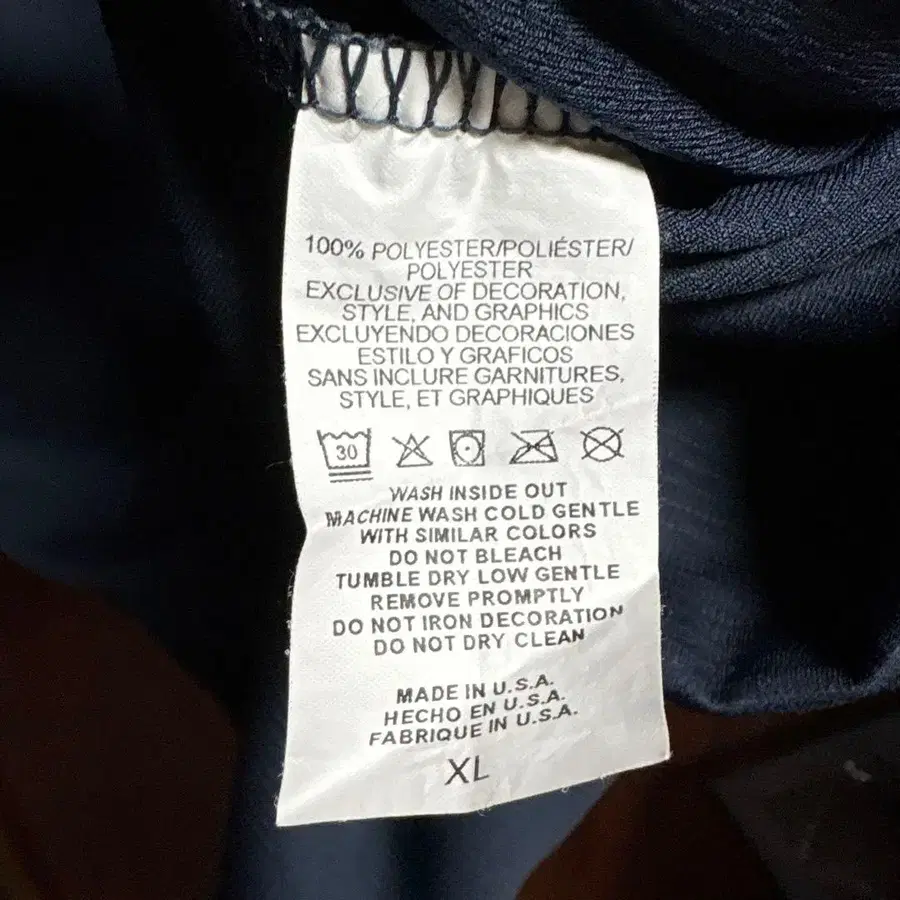 100% POLYESTER/POLIÉSTER/
POLYESTER
EXCLUSIVE OF DECORATION,
STYLE, AND GRAPHICS
EXCLUYENDO DECORACIONES
ESTILO Y GRAFICOS
SANS INCLURE GARNITURES,
STYLE, ET GRAPHIQUES
30
WASH INSIDE OUT
MACHINE WASH COLD GENTLE
WITH SIMILAR COLORS
DO NOT BLEACH
TUMBLE DRY LOW GENTLE
REMOVE PROMPTLY
DO NOT IRON DECORATION
DO NOT DRY CLEAN
MADE IN U.S.A.
HECHO EN U.S.A.
FABRIQUE IN U.S.A.
XL